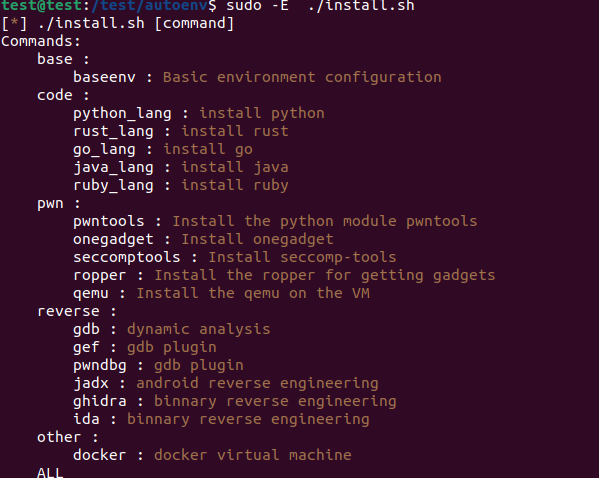 test@test:/test/autoenv$ sudo -E  ./install.sh
[*] ./install.sh [command]
Commands:
    base :
        baseenv : Basic environment configuration
    code :
        python_lang : install python
        rust_lang : install rust
        go_lang : install go
        java_lang : install java
        ruby_lang : install ruby
    pwn :
        pwntools : Install the python module pwntools
        onegadget : Install onegadget
        seccomptools : Install seccomp-tools
        ropper : Install the ropper for getting gadgets
        qemu : Install the qemu on the VM
    reverse :
        gdb : dynamic analysis
        gef : gdb plugin
        pwndbg : gdb plugin
        jadx : android reverse engineering
        ghidra : binnary reverse engineering
        ida : binnary reverse engineering
    other :
        docker : docker virtual machine
    ALL